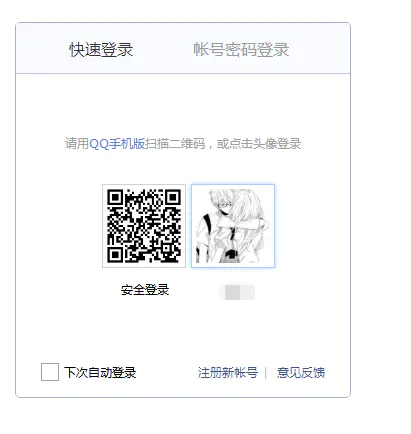 快速登录 帐号密码登录
请用QQ手机版扫描二维码，或点击头像登录
安全登录
下次自动登录 注册新帐号 | 意见反馈